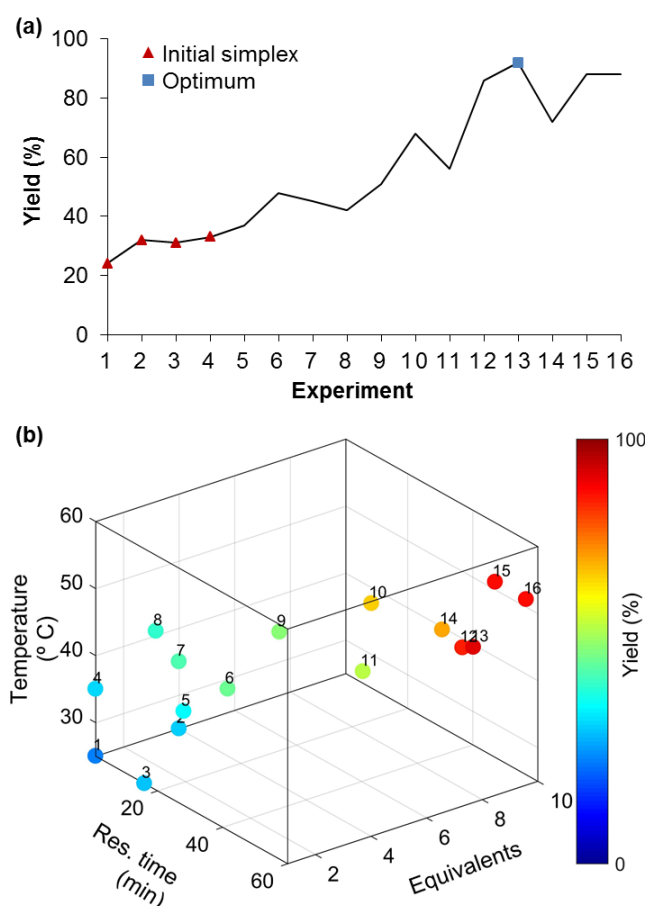 (a)
100
80
60
40
20
0
Yield (%)
Initial simplex
Optimum
1 2 3 4 5 6 7 8 9 10 11 12 13 14 15 16
Experiment
(b)
60
50
40
30
Temperature
(º C)
1
2
3
4
5
6
7
8
9
10
11
12
13
14
15
16
20
40
60
Res. time
(min)
2
4
6
8
10
Equivalents
100
0
Yield (%)